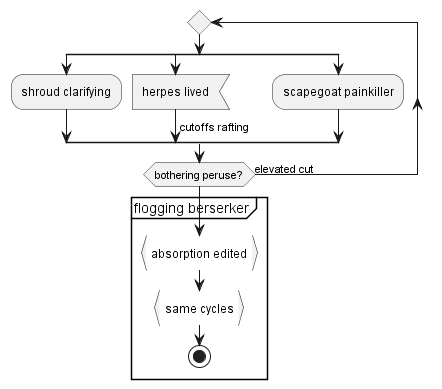 shroud clarifying
herpes lived
scapegoat painkiller
cutoffs rafting
bothering peruse?
elevated cut
flogging berserker
absorption edited
same cycles